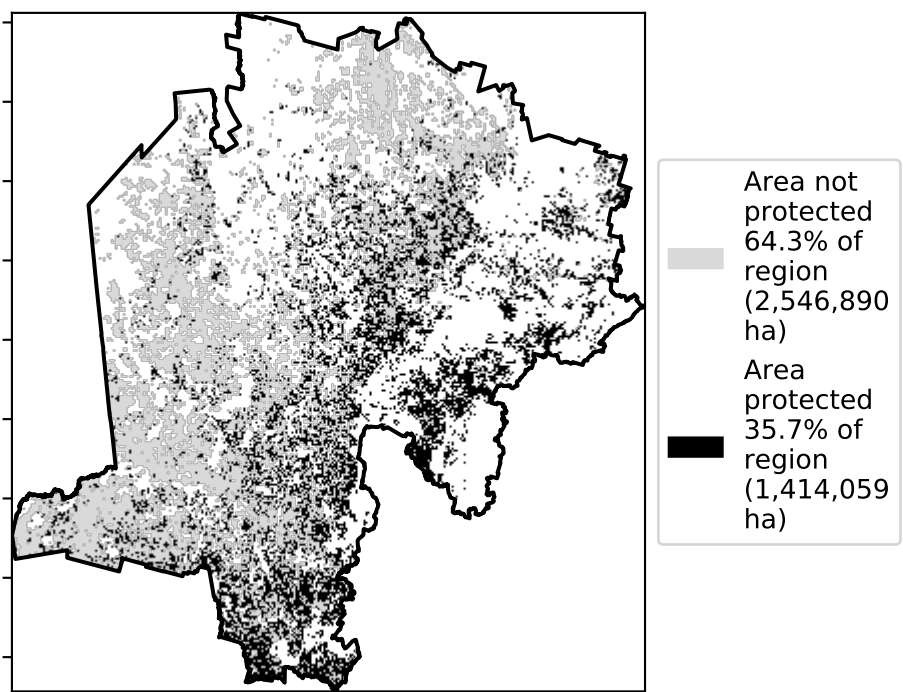 Area not
protected
64.3% of
region
(2,546,890
ha)
Area
protected
35.7% of
region
(1,414,059
ha)